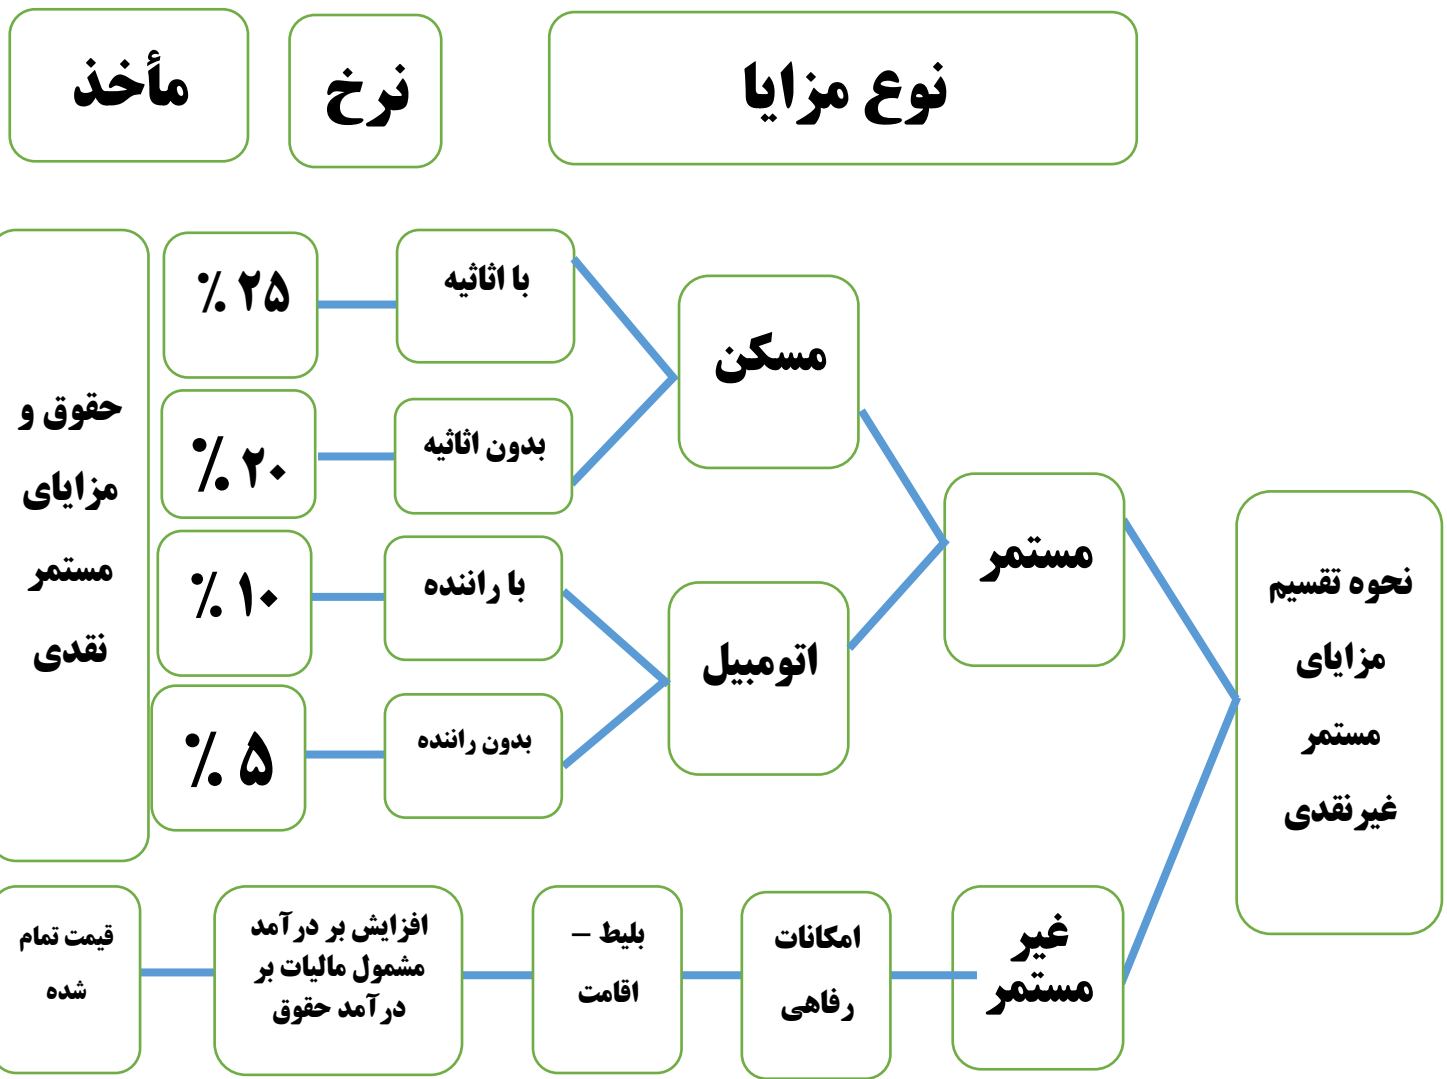 نوع مزایا
نرخ
مأخذ
نحوه تقسیم
مزایای
مستمر
غیرنقدی
مستمر
مسکن
با اثاثیه
۲۵ %
بدون اثاثیه
۲۰ %
اتومبیل
با راننده
۱۰ %
بدون راننده
۵ %
حقوق و
مزایای
مستمر
نقدی
غیر
مستمر
امکانات
رفاهی
بلیط –
اقامت
افزایش بر درآمد
مشمول مالیات بر
درآمد حقوق
قیمت تمام
شده